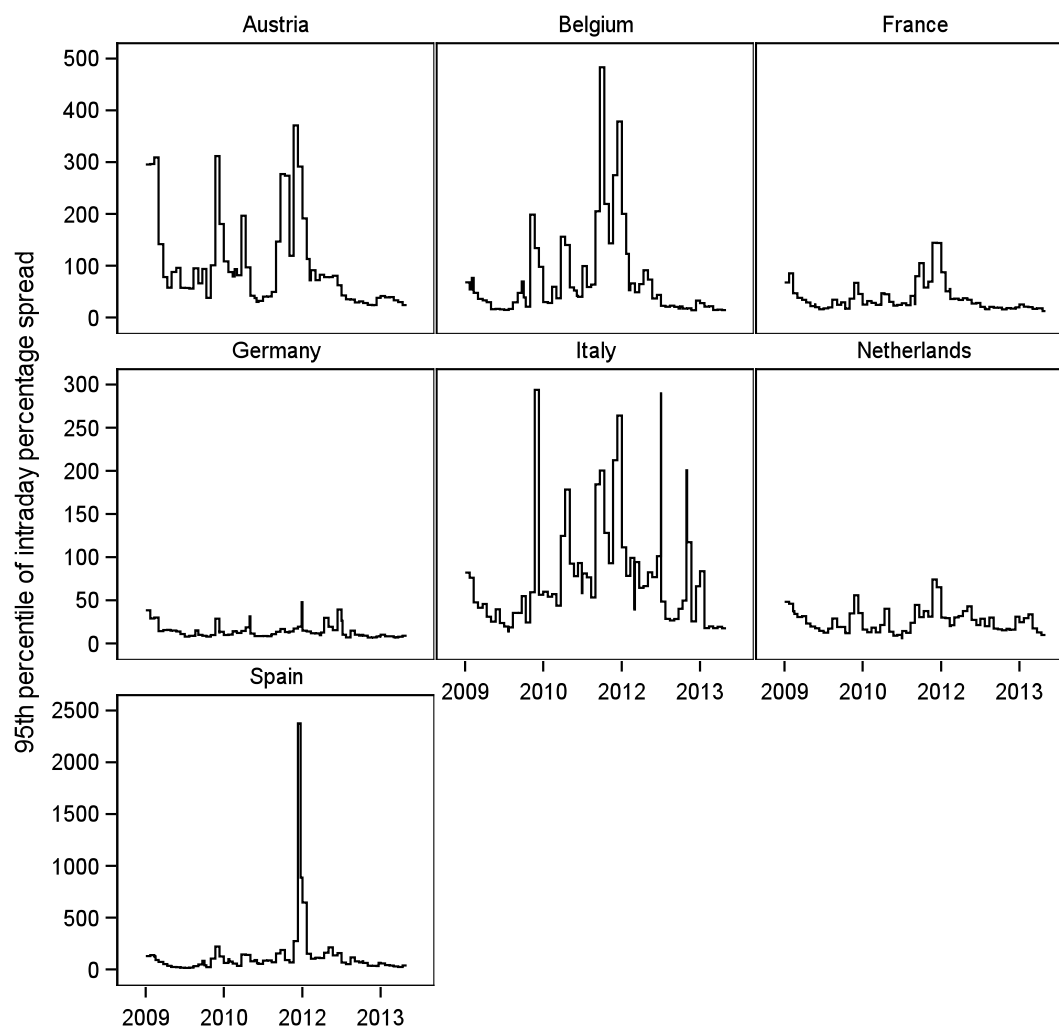 Austria
Belgium
France
500
400
300
200
100
0
Germany
Italy
Netherlands
300
250
200
150
100
50
0
2009 2010 2012 2013
2009 2010 2012 2013
Spain
2500
2000
1500
1000
500
0
2009 2010 2012 2013
95th percentile of intraday percentage spread